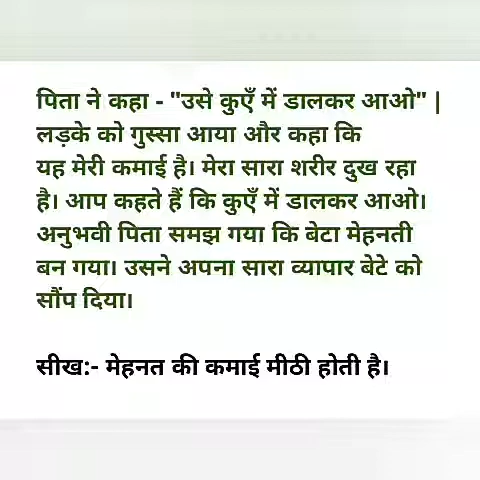 पिता ने कहा - "उसे कुएँ में डालकर आओ" |
लड़के को गुस्सा आया और कहा कि
यह मेरी कमाई है। मेरा सारा शरीर दुख रहा
है। आप कहते हैं कि कुएँ में डालकर आओ।
अनुभवी पिता समझ गया कि बेटा मेहनती
बन गया। उसने अपना सारा व्यापार बेटे को
सौंप दिया।
सीख:- मेहनत की कमाई मीठी होती है।